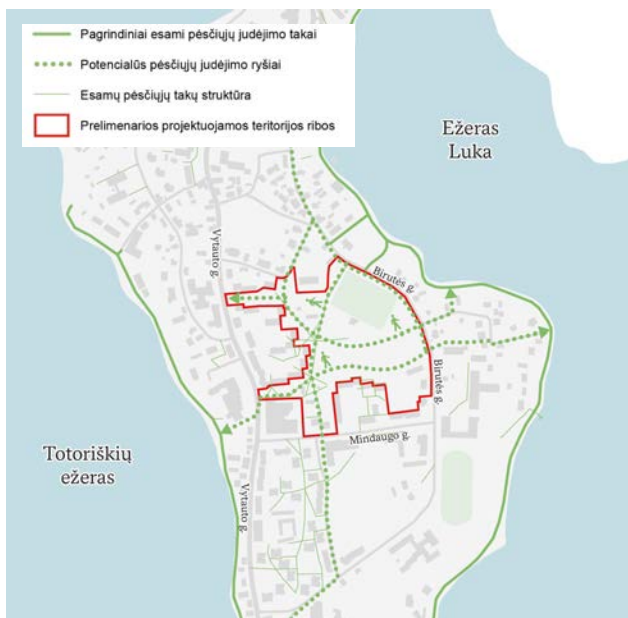 Pagrindiniai esami pėsčiųjų judėjimo takai
Potencialūs pėsčiųjų judėjimo ryšiai
Esamų pėsčiųjų takų struktūra
Prelimenarios projektuojamos teritorijos ribos
Ežeras
Luka
Vytauto g.
Birutės g.
Birutės g.
Mindaugo g.
Totoriškių
ežeras
Vytauto g.